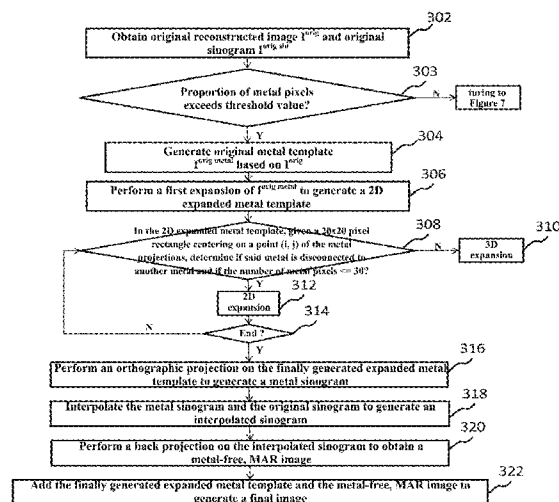 302
Obtain original reconstructed image I^orig and original
sinogram I^orig sin
303
Proportion of metal pixels
exceeds threshold value?
N
turing to
Figure 7
Y
304
Generate original metal template
I^orig metal based on I^orig
306
Perform a first expansion of I^orig metal to generate a 2D
expanded metal template
308
In the 2D expanded metal template, given a 20x20 pixel
rectangle centering on a point (i, j) of the metal
projections, determine if said metal is disconnected to
another metal and if the number of metal pixels <= 30?
N
310
3D
expansion
Y
312
2D
expansion
314
N
End ?
Y
316
Perform an orthographic projection on the finally generated expanded metal
template to generate a metal sinogram
318
Interpolate the metal sinogram and the original sinogram to generate an
interpolated sinogram
320
Perform a back projection on the interpolated sinogram to obtain a
metal-free, MAR image
322
Add the finally generated expanded metal template and the metal-free, MAR image to
generate a final image